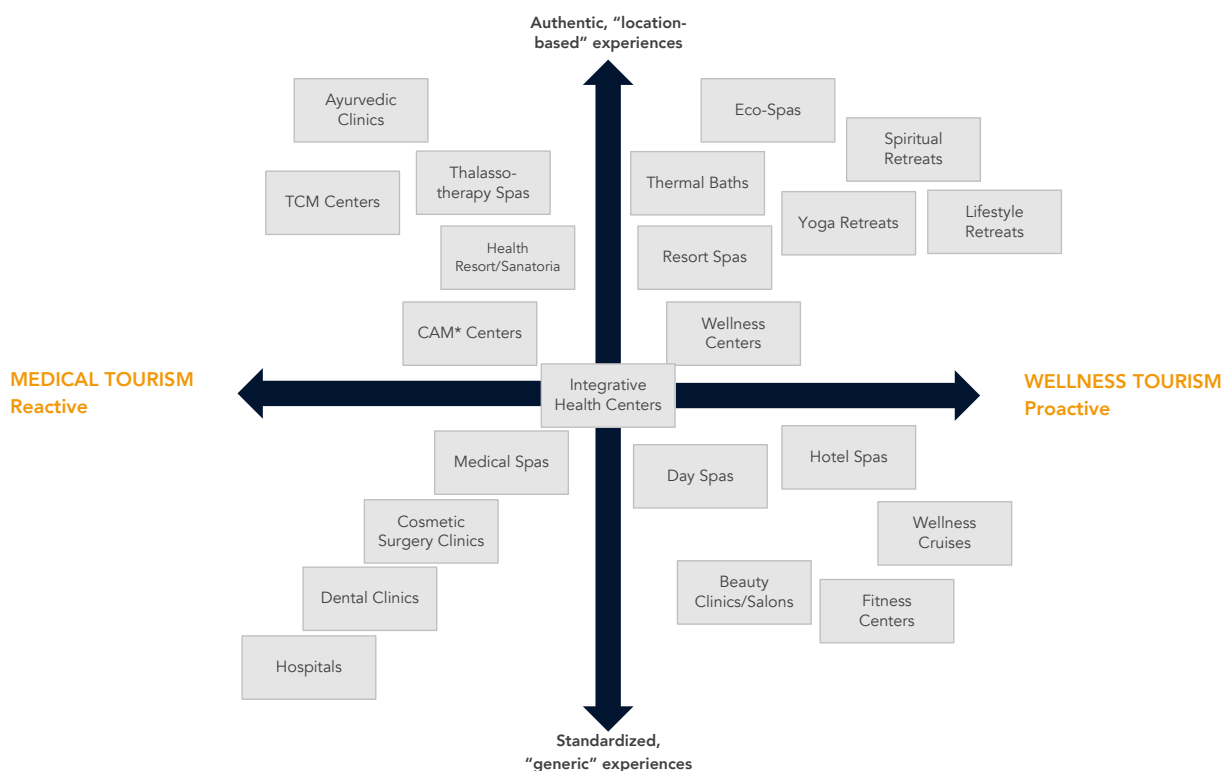 Authentic, “location-
based” experiences
Ayurvedic
Clinics
Eco-Spas
Spiritual
Retreats
Thalasso-
therapy Spas
Thermal Baths
TCM Centers
Yoga Retreats
Lifestyle
Retreats
Health
Resort/Sanatoria
Resort Spas
CAM* Centers
Wellness
Centers
MEDICAL TOURISM
Reactive
Integrative
Health Centers
WELLNESS TOURISM
Proactive
Medical Spas
Day Spas
Hotel Spas
Cosmetic
Surgery Clinics
Wellness
Cruises
Dental Clinics
Beauty
Clinics/Salons
Fitness
Centers
Hospitals
Standardized,
“generic” experiences